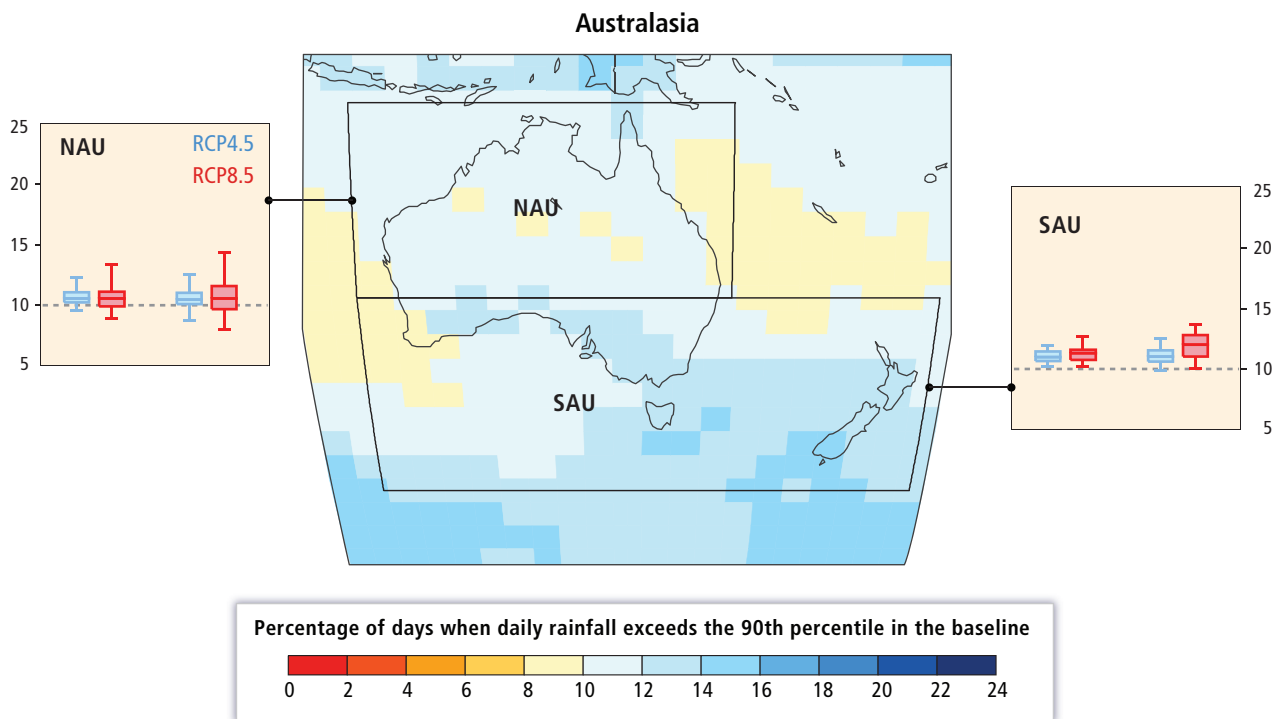 Australasia
25
20
15
10
5
NAU
RCP4.5
RCP8.5
NAU
SAU
SAU
25
20
15
10
5
Percentage of days when daily rainfall exceeds the 90th percentile in the baseline
0 2 4 6 8 10 12 14 16 18 20 22 24